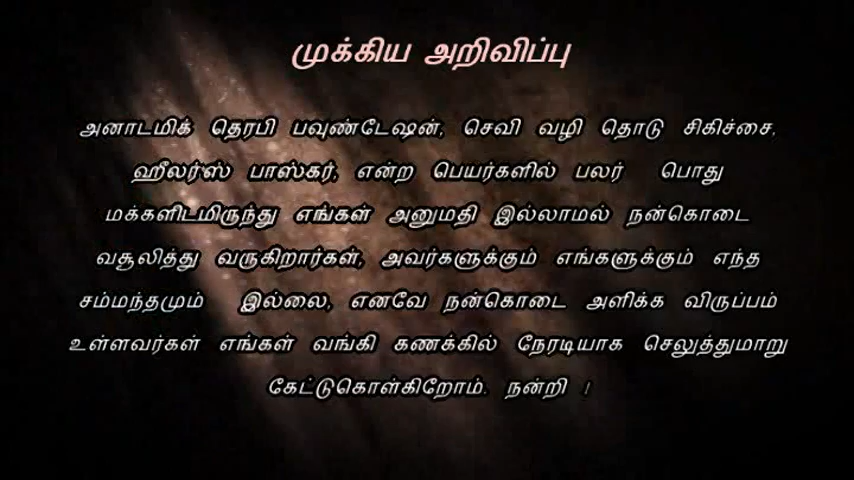 முக்கிய அறிவிப்பு
அனாடமிக் தெரபி பவுண்டேஷன், செவி வழி தொடு சிகிச்சை,
ஹீலர்ஸ் பாஸ்கர், என்ற பெயர்களில் பலர் பொது
மக்களிடமிருந்து எங்கள் அனுமதி இல்லாமல் நன்கொடை
வசூலித்து வருகிறார்கள், அவர்களுக்கும் எங்களுக்கும் எந்த
சம்மந்தமும் இல்லை, எனவே நன்கொடை அளிக்க விருப்பம்
உள்ளவர்கள் எங்கள் வங்கி கணக்கில் நேரடியாக செலுத்துமாறு
கேட்டுகொள்கிறோம். நன்றி !